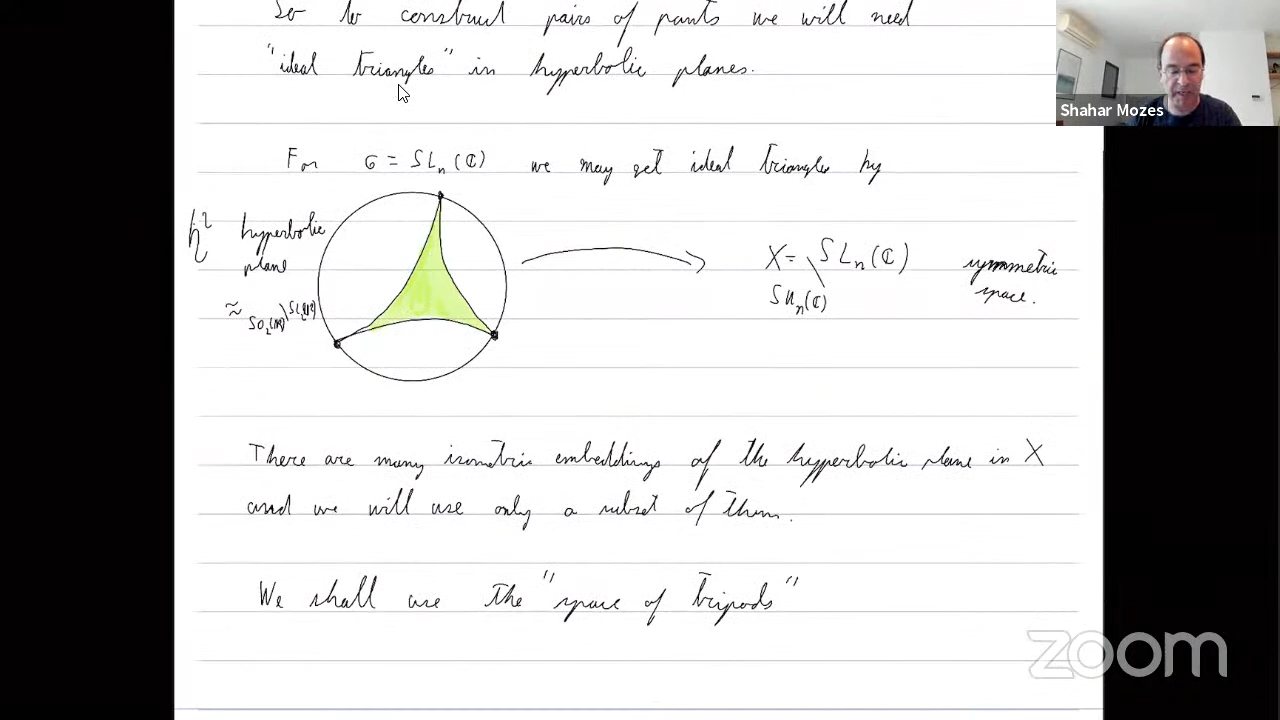 So to construct pairs of pants we will need
"ideal triangles" in hyperbolic planes.
Shahar Mozes
For G = SL_n(ℂ) we may get ideal triangles by
ℍ² hyperbolic
plane
≈ SO₂(ℝ)\SL₂(ℝ)
X = SU_n(ℂ)\SL_n(ℂ) symmetric
space.
There are many isometric embeddings of the hyperbolic plane in X
and we will use only a subset of them.
We shall use the "space of tripods"
zoom